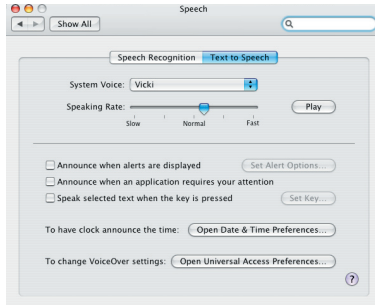 Speech
Show All
Speech Recognition Text to Speech
System Voice: Vicki
Speaking Rate: Play
Slow Normal Fast
Announce when alerts are displayed Set Alert Options...
Announce when an application requires your attention
Speak selected text when the key is pressed Set Key...
To have clock announce the time: Open Date & Time Preferences...
To change VoiceOver settings: Open Universal Access Preferences...
?